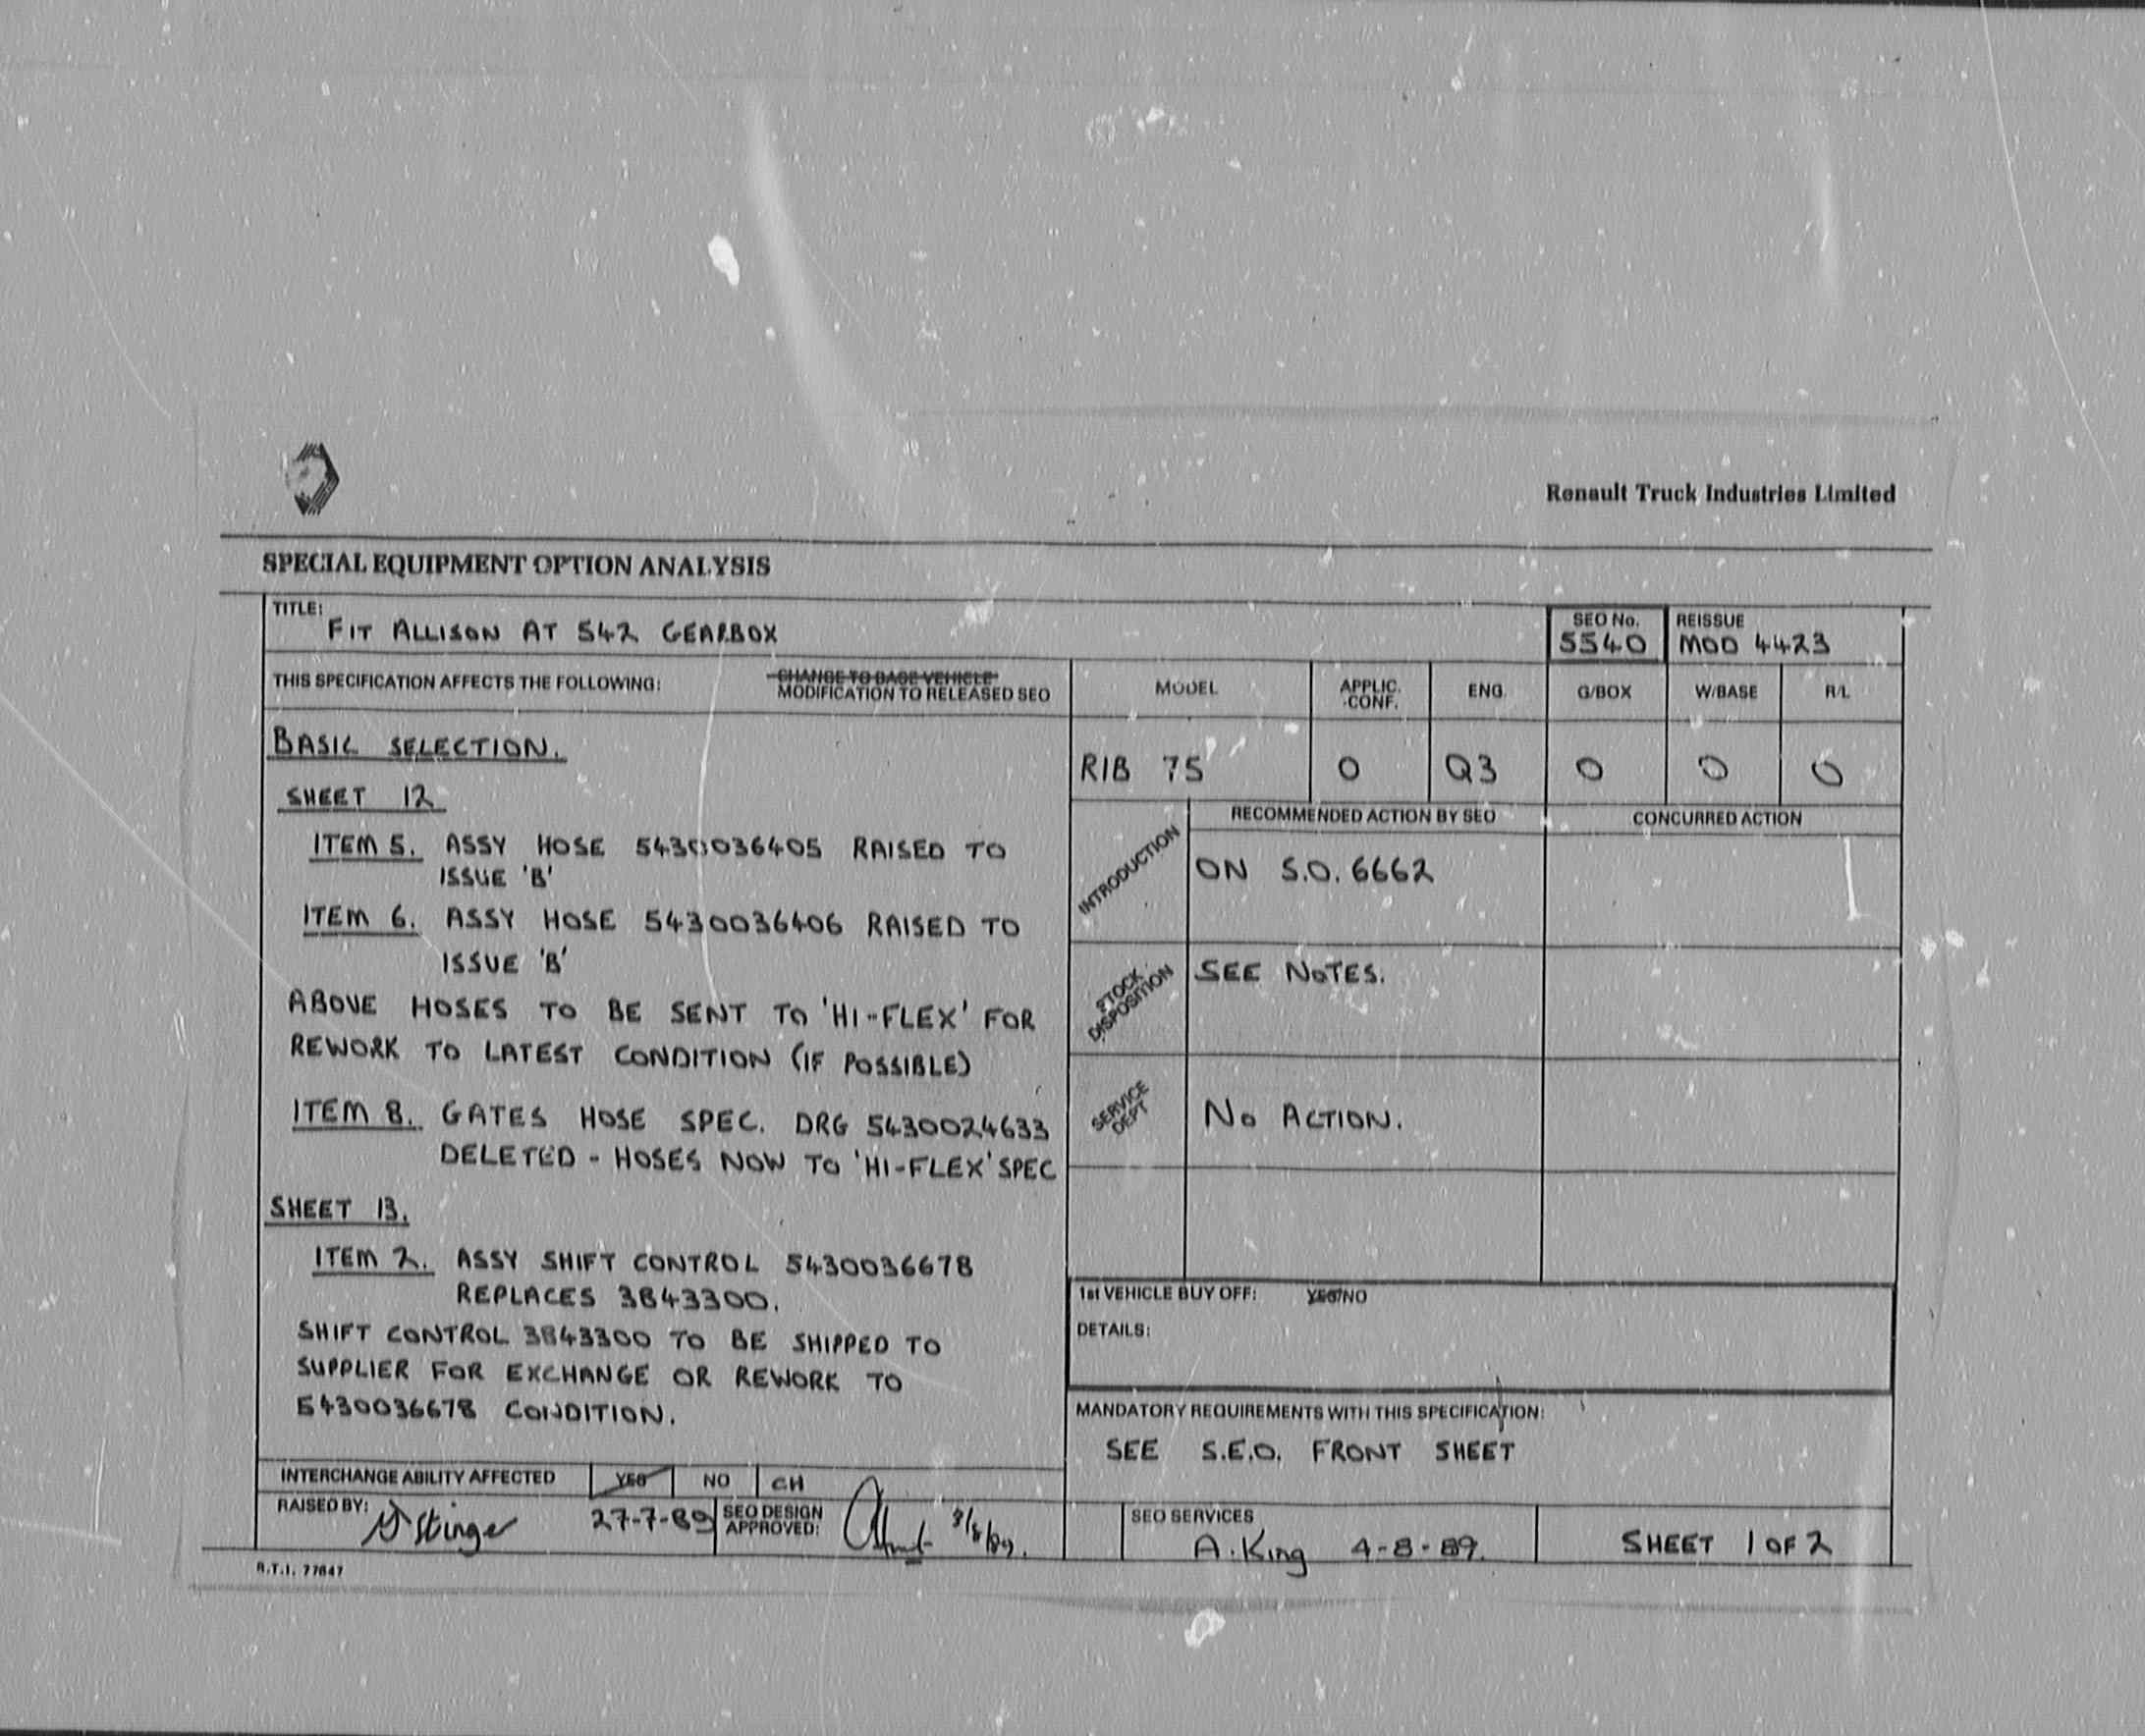 Renault Truck Industries Limited
SPECIAL EQUIPMENT OPTION ANALYSIS
TITLE:
FIT ALLISON AT 542 GEARBOX
SEO No.
5540
REISSUE
MOD 4423
THIS SPECIFICATION AFFECTS THE FOLLOWING:
CHANGE TO BASE VEHICLE
MODIFICATION TO RELEASED SEO
MODEL
APPLIC.
CONF.
ENG.
G/BOX
W/BASE
R/L
RIB 75
0
Q3
0
0
0
BASIC SELECTION.
SHEET 12
ITEM 5. ASSY HOSE 5430036405 RAISED TO
ISSUE 'B'
ITEM 6. ASSY HOSE 5430036406 RAISED TO
ISSUE 'B'
ABOVE HOSES TO BE SENT TO 'HI-FLEX' FOR
REWORK TO LATEST CONDITION (IF POSSIBLE)
ITEM 8. GATES HOSE SPEC. DRG 5430024633
DELETED - HOSES NOW TO 'HI-FLEX' SPEC
SHEET 13.
ITEM 2. ASSY SHIFT CONTROL 5430036678
REPLACES 3843300.
SHIFT CONTROL 3843300 TO BE SHIPPED TO
SUPPLIER FOR EXCHANGE OR REWORK TO
5430036678 CONDITION.
RECOMMENDED ACTION BY SEO
CONCURRED ACTION
INTRODUCTION
ON S.O. 6662
STOCK
DISPOSITION
SEE NOTES.
SERVICE
DEPT
NO ACTION.
1st VEHICLE BUY OFF: YES/NO
DETAILS:
MANDATORY REQUIREMENTS WITH THIS SPECIFICATION:
SEE S.E.O. FRONT SHEET
INTERCHANGE ABILITY AFFECTED YES NO CH
RAISED BY:
Stinger 27-7-89
SEO DESIGN
APPROVED:
3/8/89.
SEO SERVICES
A. King 4-8-89.
SHEET 1 OF 2
R.T.I. 77647